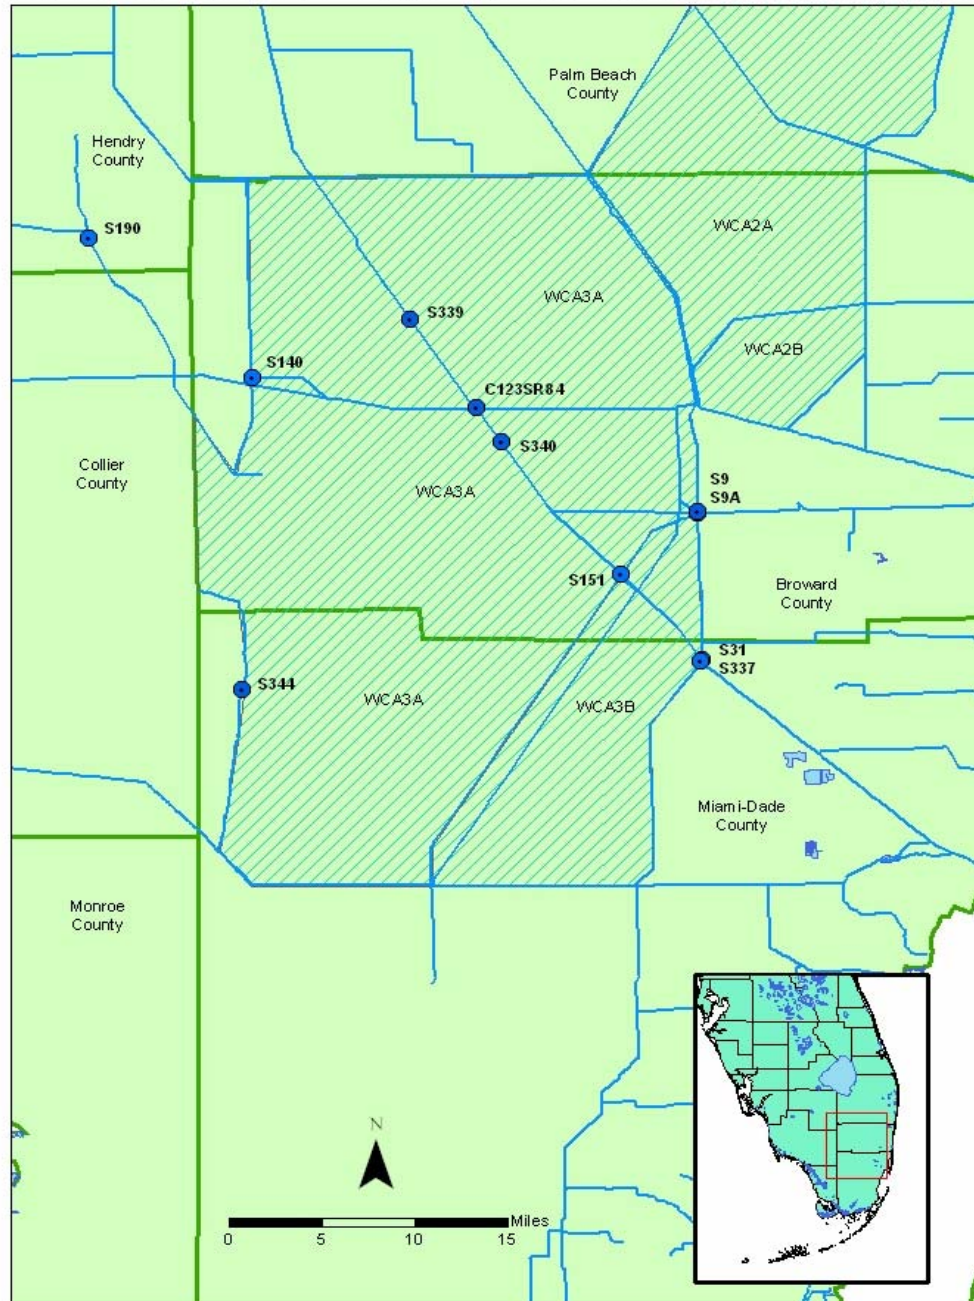 Palm Beach
County
Hendry
County
S190
WCA2A
WCA3A
S339
WCA2B
S140
C123SR84
S340
Collier
County
WCA3A
S9
S9A
S151
Broward
County
S31
S337
S344
WCA3A
WCA3B
Miami-Dade
County
Monroe
County
N
Miles
0 5 10 15